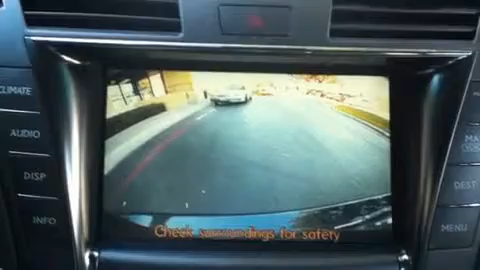 CLIMATE
AUDIO
DISP
INFO
DEST
MENU
Check surroundings for safety